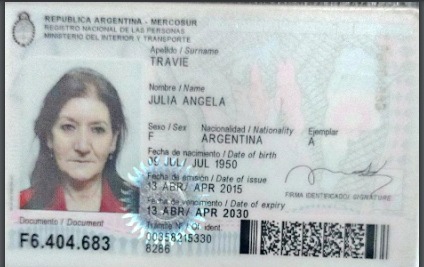 REPUBLICA ARGENTINA - MERCOSUR
REGISTRO NACIONAL DE LAS PERSONAS
MINISTERIO DEL INTERIOR Y TRANSPORTE
Apellido / Surname
TRAVIE
Nombre / Name
JULIA ANGELA
Sexo / Sex Nacionalidad / Nationality Ejemplar
F ARGENTINA A
Fecha de nacimiento / Date of birth
09 JUL/ JUL 1950
Fecha de emisión / Date of issue
13 ABR/ APR 2015
FIRMA IDENTIFICADO/ SIGNATURE
Fecha de vencimiento / Date of expiry
13 ABR/ APR 2030
Documento / Document
Trámite N° / Of. ident.
F6.404.683
00358215330
8286